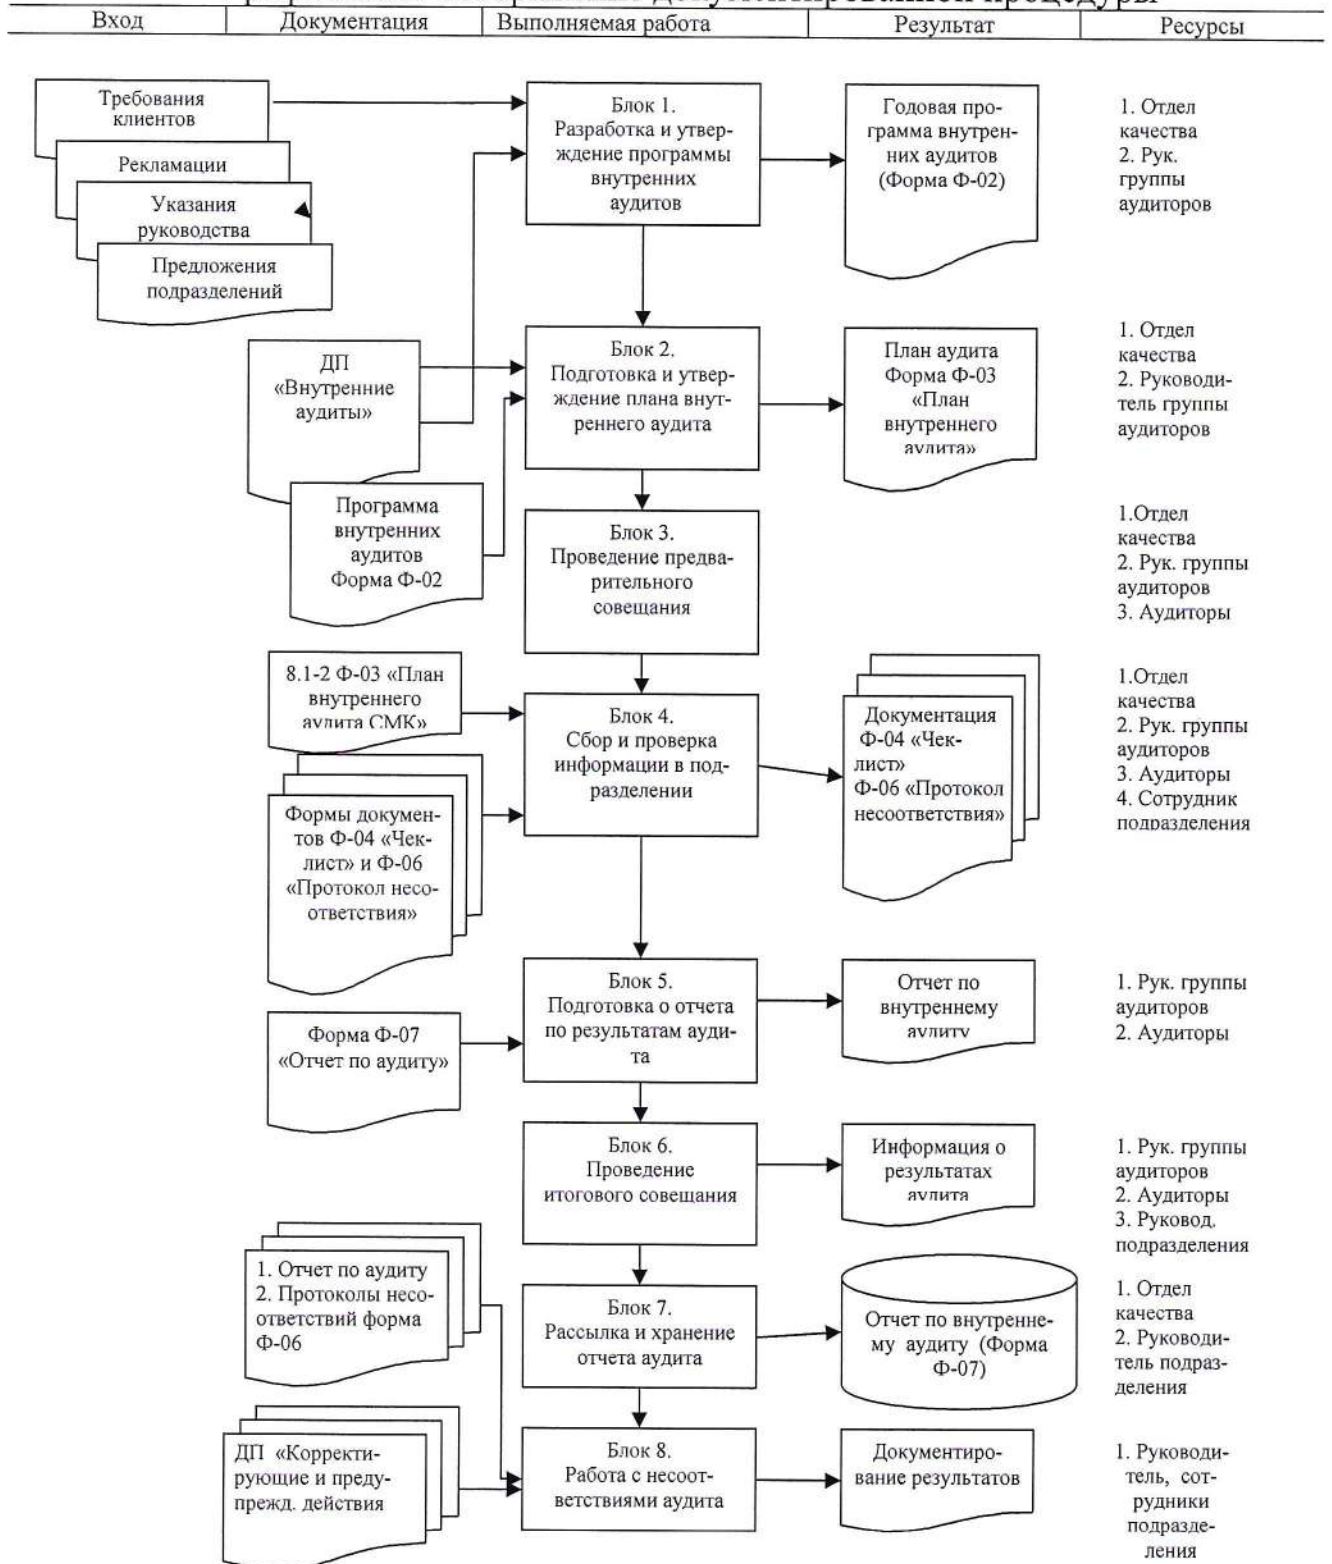 документированной процедуры
Вход
Документация
Выполняемая работа
Результат
Ресурсы
Требования
клиентов
Рекламации
Указания
руководства
Предложения
подразделений
Блок 1.
Разработка и утвер-
ждение программы
внутренних
аудитов
Годовая про-
грамма внутрен-
них аудитов
(Форма Ф-02)
1. Отдел
качества
2. Рук.
группы
аудиторов
ДП
«Внутренние
аудиты»
Программа
внутренних
аудитов
Форма Ф-02
Блок 2.
Подготовка и утвер-
ждение плана внут-
реннего аудита
План аудита
Форма Ф-03
«План
внутреннего
аудита»
1. Отдел
качества
2. Руководи-
тель группы
аудиторов
Блок 3.
Проведение предва-
рительного
совещания
1.Отдел
качества
2. Рук. группы
аудиторов
3. Аудиторы
8.1-2 Ф-03 «План
внутреннего
аудита СМК»
Формы докумен-
тов Ф-04 «Чек-
лист» и Ф-06
«Протокол несо-
ответствия»
Блок 4.
Сбор и проверка
информации в под-
разделении
Документация
Ф-04 «Чек-
лист»
Ф-06 «Протокол
несоответствия»
1.Отдел
качества
2. Рук. группы
аудиторов
3. Аудиторы
4. Сотрудник
подразделения
Форма Ф-07
«Отчет по аудиту»
Блок 5.
Подготовка о отчета
по результатам ауди-
та
Отчет по
внутреннему
аудиту
1. Рук. группы
аудиторов
2. Аудиторы
Блок 6.
Проведение
итогового совещания
Информация о
результатах
аудита
1. Рук. группы
аудиторов
2. Аудиторы
3. Руковод.
подразделения
1. Отчет по аудиту
2. Протоколы несо-
ответствий форма
Ф-06
Блок 7.
Рассылка и хранение
отчета аудита
Отчет по внутренне-
му аудиту (Форма
Ф-07)
1. Отдел
качества
2. Руководи-
тель подраз-
деления
ДП «Корректи-
рующие и преду-
прежд. действия
Блок 8.
Работа с несоот-
ветствиями аудита
Документиро-
вание результатов
1. Руководи-
тель, сот-
рудники
подразде-
ления